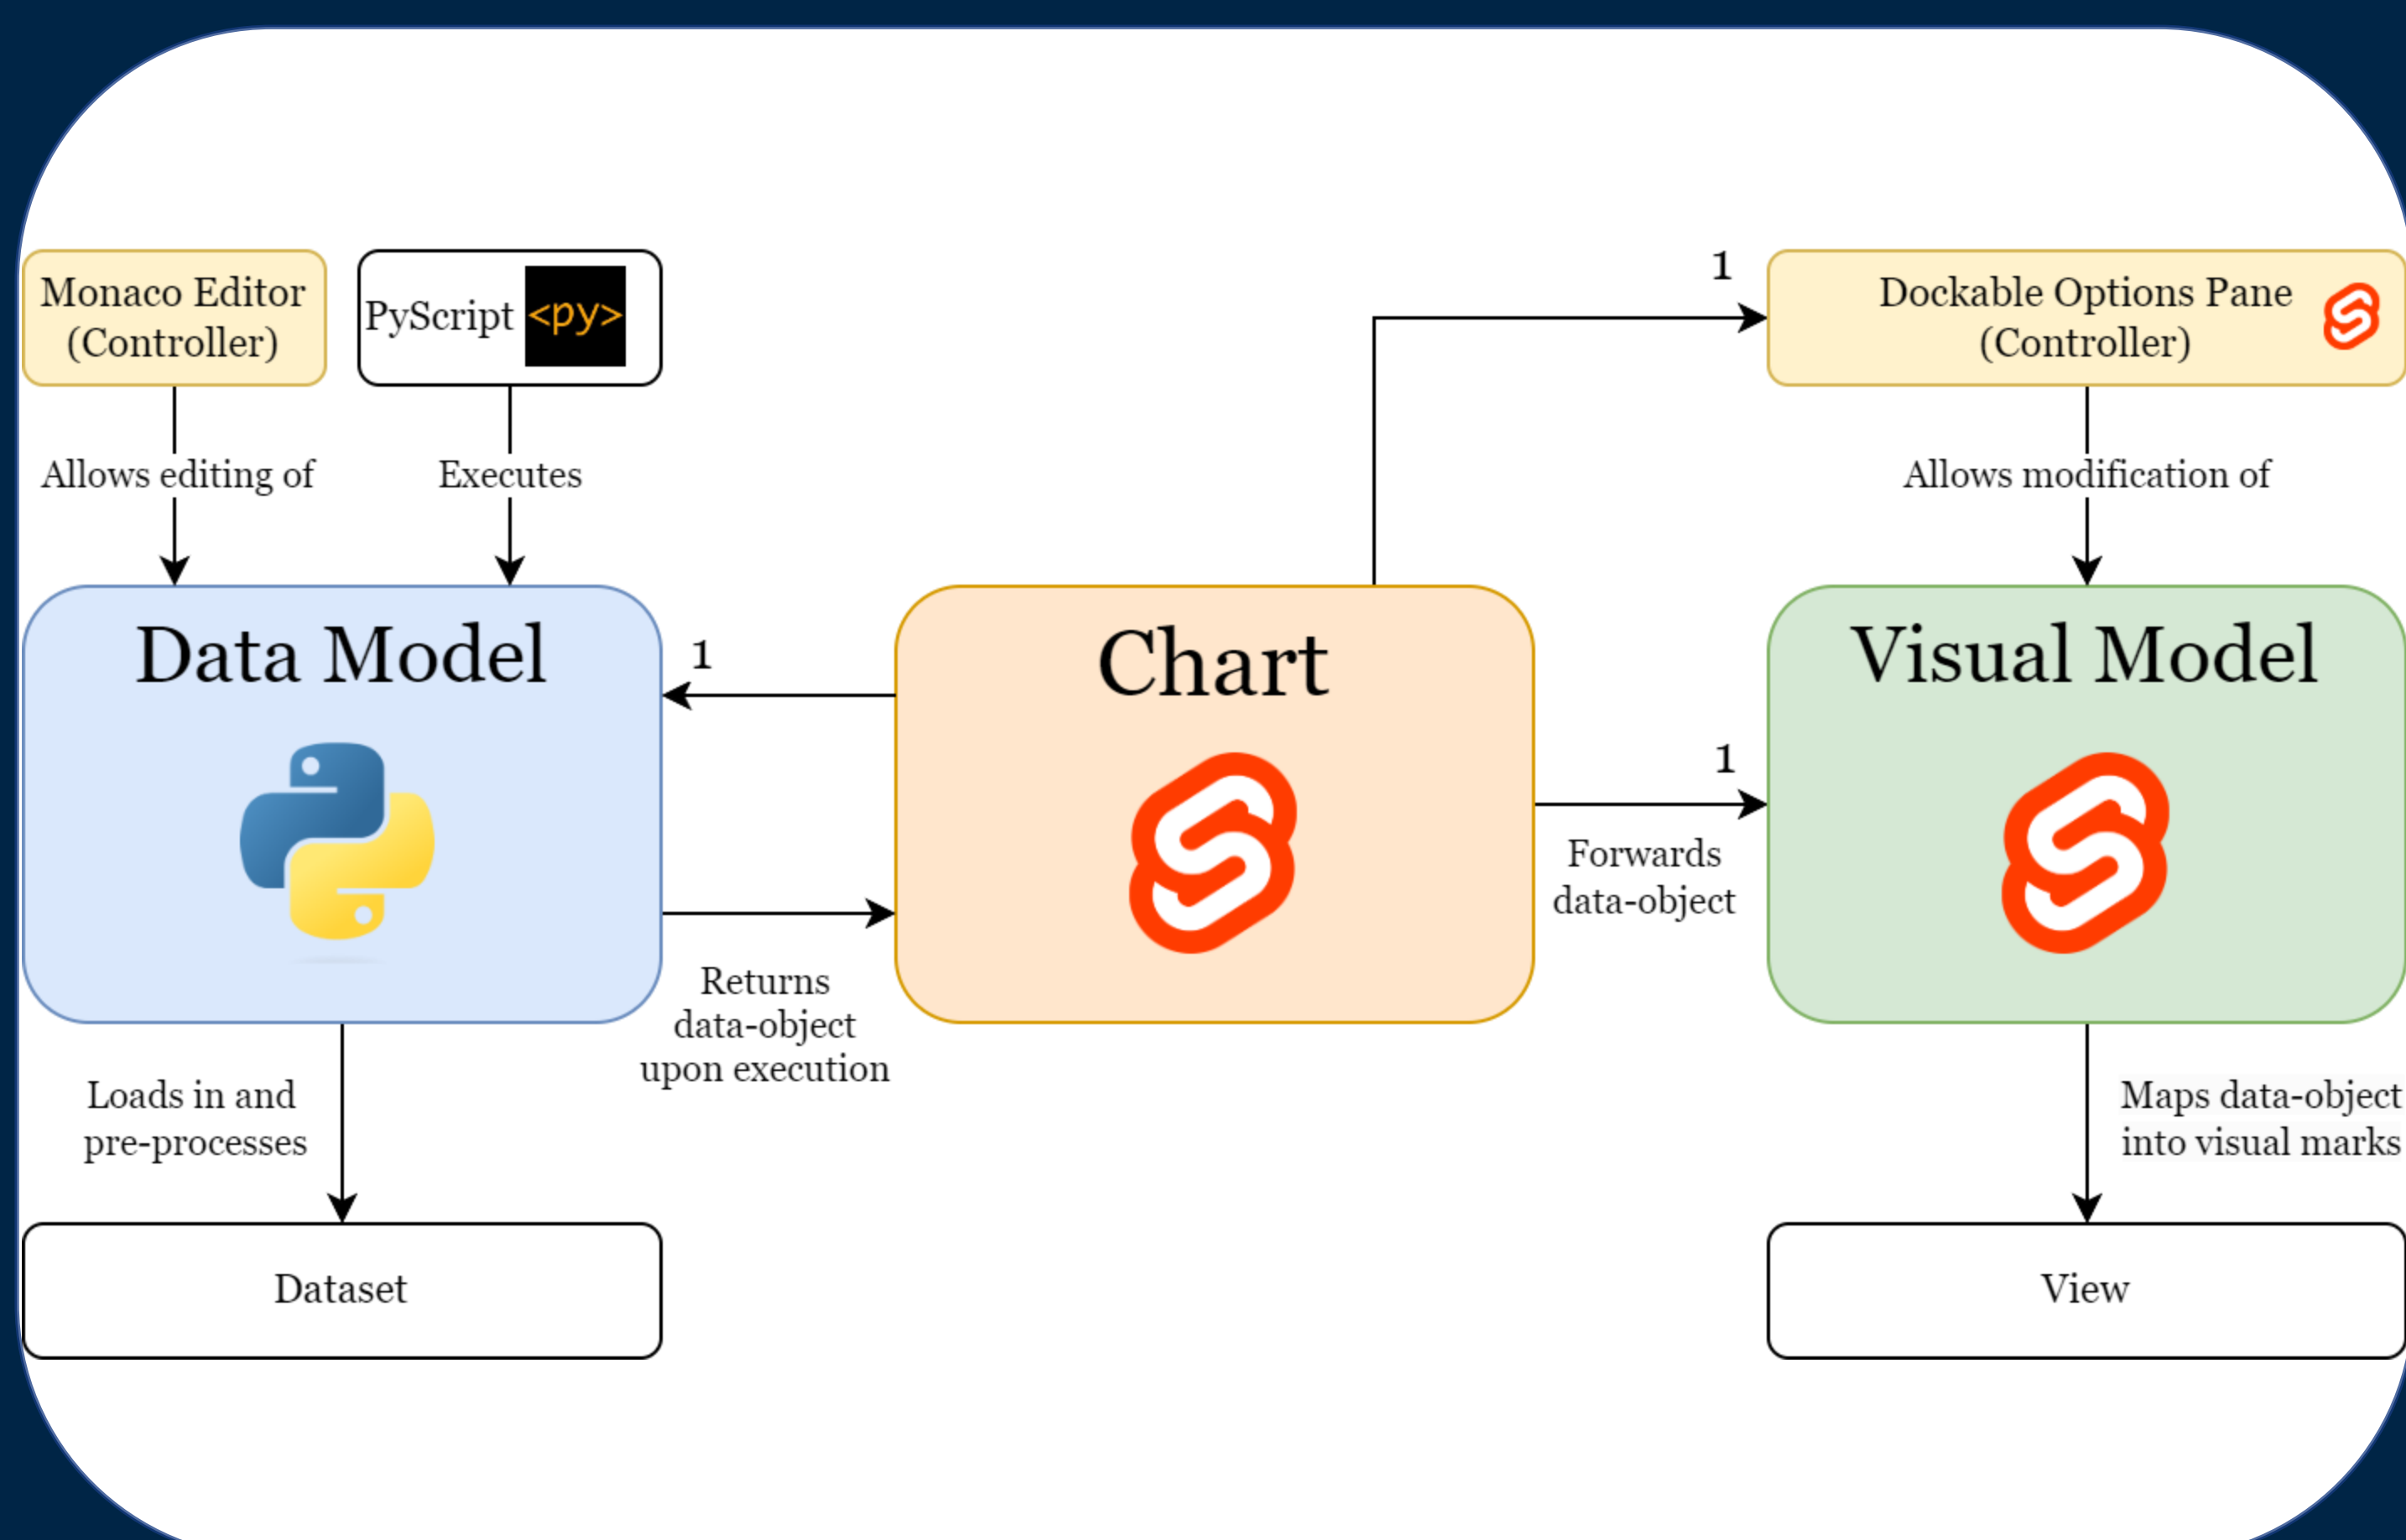 Monaco Editor
(Controller)
PyScript <py>
1
Dockable Options Pane
(Controller)
Allows editing of
Executes
Allows modification of
Data Model
1
Chart
Visual Model
1
Forwards
data-object
Returns
data-object
upon execution
Loads in and
pre-processes
Maps data-object
into visual marks
Dataset
View